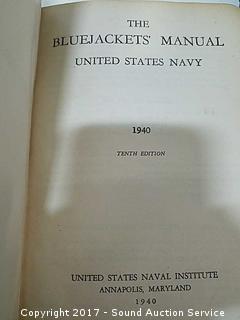 THE
BLUEJACKETS' MANUAL
UNITED STATES NAVY
1940
TENTH EDITION
UNITED STATES NAVAL INSTITUTE
ANNAPOLIS, MARYLAND
1940
Copyright © 2017 - Sound Auction Service